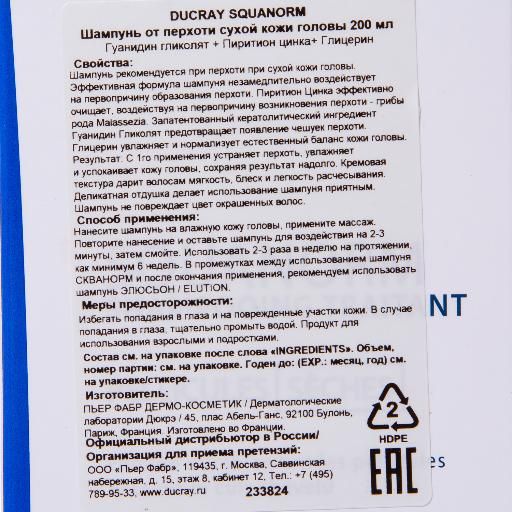 DUCRAY SQUANORM
Шампунь от перхоти сухой кожи головы 200 мл
Гуанидин гликолят + Пиритион цинка+ Глицерин
Свойства:
Шампунь рекомендуется при перхоти при сухой кожи головы.
Эффективная формула шампуня незамедлительно воздействует
на первопричину образования перхоти. Пиритион Цинка эффективно
очищает, воздействуя на первопричину возникновения перхоти - грибы
рода Malassezia. Запатентованный кератолитический ингредиент
Гуанидин Гликолят предотвращает появление чешуек перхоти.
Глицерин увлажняет и нормализует естественный баланс кожи головы.
Результат: С 1го применения устраняет перхоть, увлажняет
и успокаивает кожу головы, сохраняя результат надолго. Кремовая
текстура дарит волосам мягкость, блеск и легкость расчесывания.
Деликатная отдушка делает использование шампуня приятным.
Шампунь не повреждает цвет окрашенных волос.
Способ применения:
Нанесите шампунь на влажную кожу головы, примените массаж.
Повторите нанесение и оставьте шампунь для воздействия на 2-3
минуты, затем смойте. Использовать 2-3 раза в неделю на протяжении,
как минимум 6 недель. В промежутках между использованием шампуня
СКВАНОРМ и после окончания применения, рекомендуем использовать
шампунь ЭЛЮСЬОН / ELUTION.
Меры предосторожности:
Избегать попадания в глаза и на поврежденные участки кожи. В случае
попадания в глаза, тщательно промыть водой. Продукт для
использования взрослыми и подростками.
NT
Состав см. на упаковке после слова «INGREDIENTS». Объем,
номер партии: см. на упаковке. Годен до: (EXP.: месяц, год) см.
на упаковке/стикере.
Изготовитель:
ПЬЕР ФАБР ДЕРМО-КОСМЕТИК / Дерматологические
лаборатории Дюкрэ / 45, плас Абель-Ганс, 92100 Булонь,
Париж, Франция. Изготовлено во Франции.
Официальный дистрибьютор в России/
Организация для приема претензий:
ООО «Пьер Фабр», 119435, г. Москва, Саввинская
набережная, д. 15, этаж 8, кабинет 12, Тел.: +7 (495)
789-95-33, www.ducray.ru 233824
2
HDPE
EAC
es